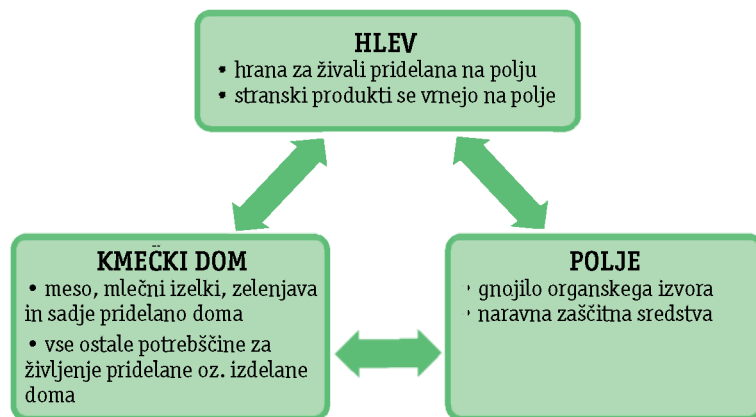 HLEV
• hrana za živali pridelana na polju
• stranski produkti se vrnejo na polje
KMEČKI DOM
• meso, mlečni izelki, zelenjava
in sadje pridelano doma
• vse ostale potrebščine za
življenje pridelane oz. izdelane
doma
POLJE
• gnojilo organskega izvora
• naravna zaščitna sredstva